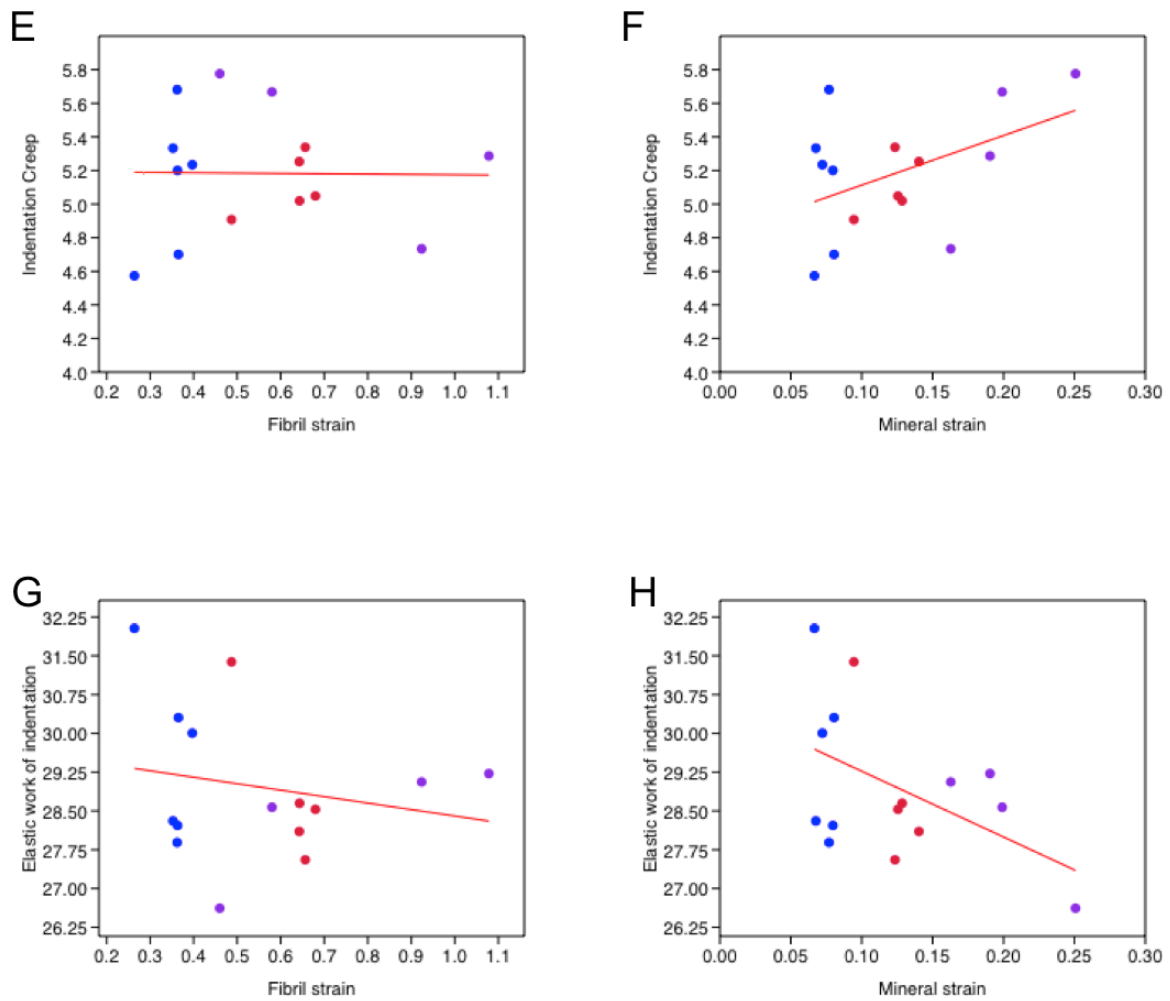 E
5.8
5.6
5.4
5.2
5.0
4.8
4.6
4.4
4.2
4.0
Indentation Creep
0.2 0.3 0.4 0.5 0.6 0.7 0.8 0.9 1.0 1.1
Fibril strain
F
5.8
5.6
5.4
5.2
5.0
4.8
4.6
4.4
4.2
4.0
Indentation Creep
0.00 0.05 0.10 0.15 0.20 0.25 0.30
Mineral strain
G
32.25
31.50
30.75
30.00
29.25
28.50
27.75
27.00
26.25
Elastic work of indentation
0.2 0.3 0.4 0.5 0.6 0.7 0.8 0.9 1.0 1.1
Fibril strain
H
32.25
31.50
30.75
30.00
29.25
28.50
27.75
27.00
26.25
Elastic work of indentation
0.00 0.05 0.10 0.15 0.20 0.25 0.30
Mineral strain